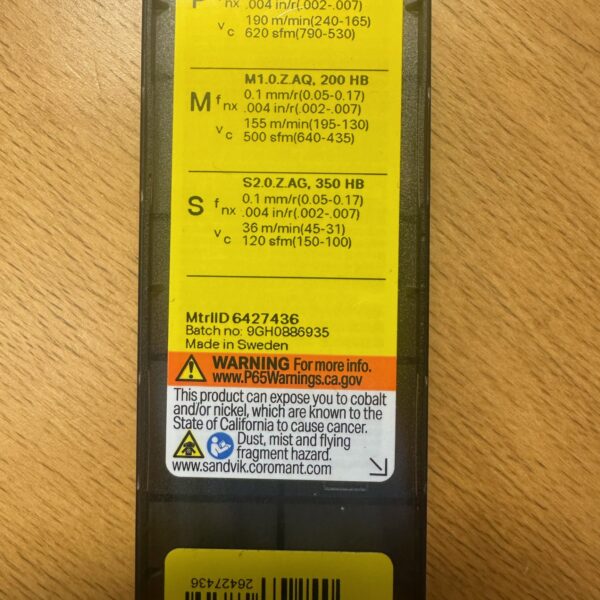 P f nx .004 in/r(.002-.007)
v c 190 m/min(240-165)
620 sfm(790-530)
M1.0.Z.AQ, 200 HB
M f nx 0.1 mm/r(0.05-0.17)
.004 in/r(.002-.007)
v c 155 m/min(195-130)
500 sfm(640-435)
S2.0.Z.AG, 350 HB
S f nx 0.1 mm/r(0.05-0.17)
.004 in/r(.002-.007)
v c 36 m/min(45-31)
120 sfm(150-100)
MtrlID 6427436
Batch no: 9GH0886935
Made in Sweden
WARNING For more info.
www.P65Warnings.ca.gov
This product can expose you to cobalt
and/or nickel, which are known to the
State of California to cause cancer.
Dust, mist and flying
fragment hazard.
www.sandvik.coromant.com
26427436